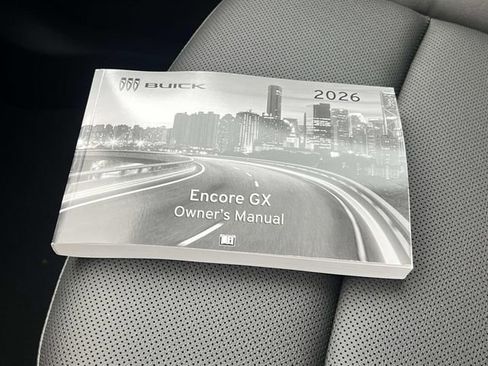 BUICK
2026
Encore GX
Owner's Manual